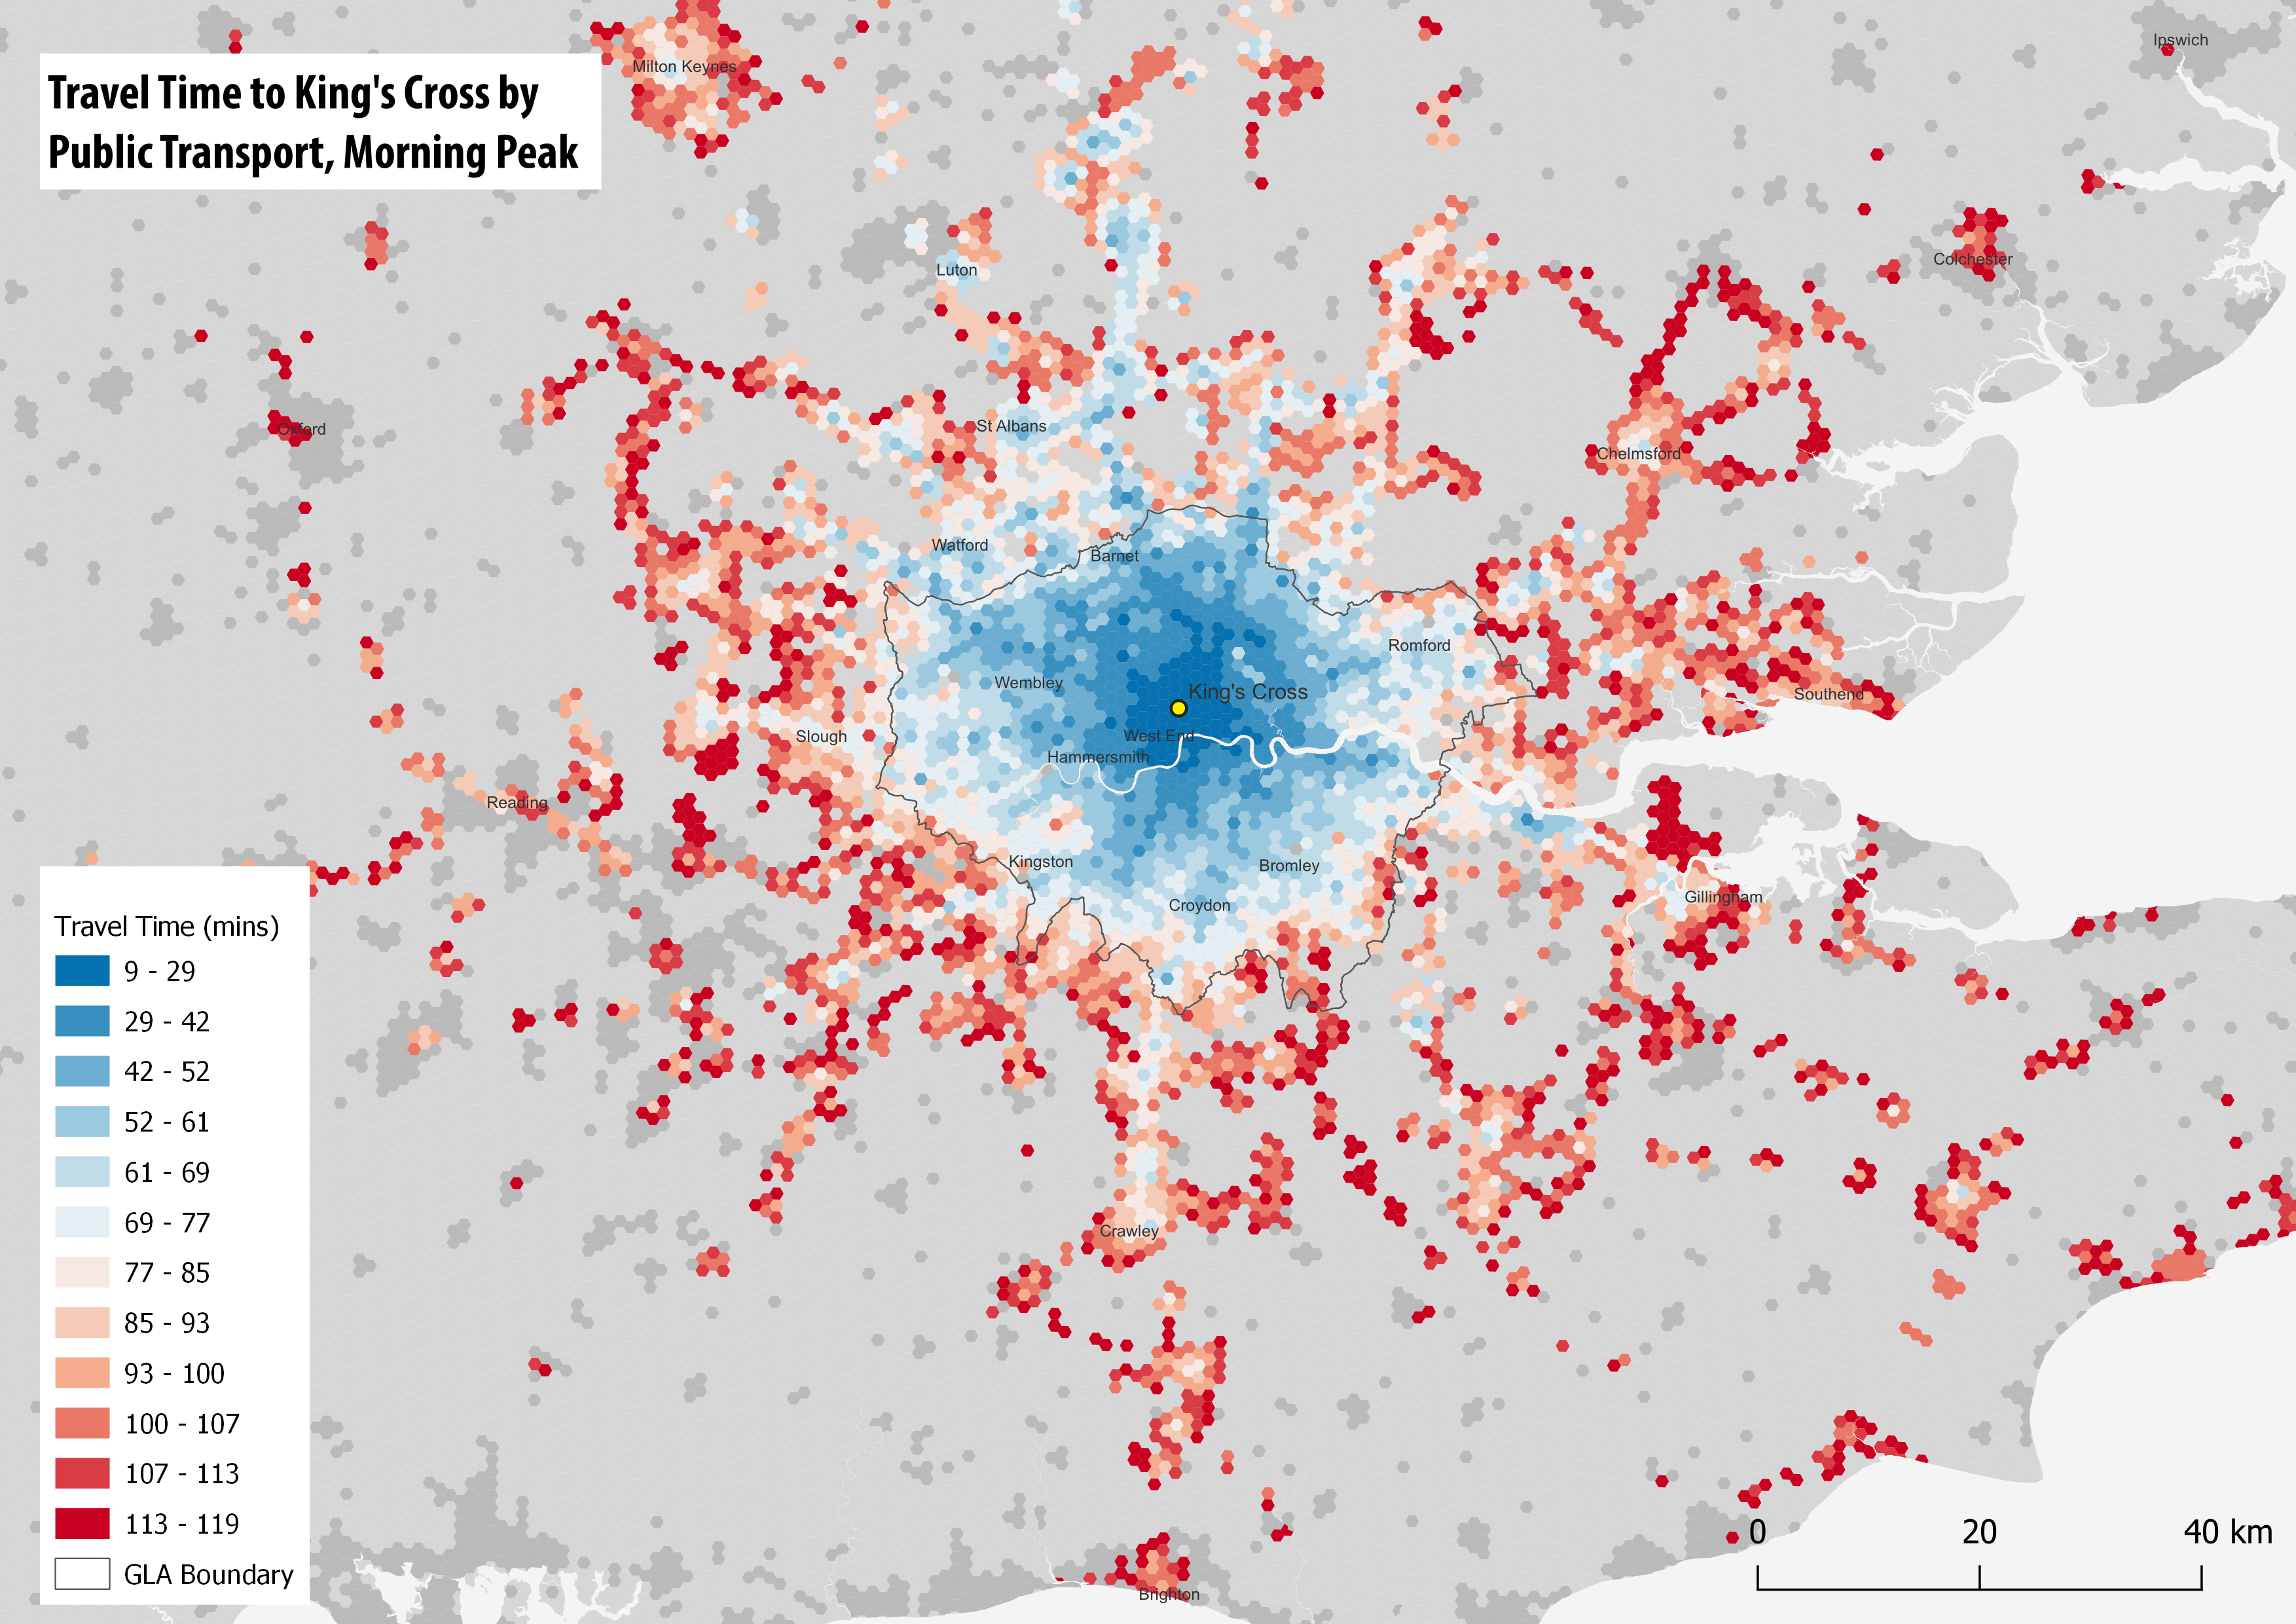 Travel Time to King's Cross by
Public Transport, Morning Peak
Ipswich
Milton Keynes
Colchester
Luton
St Albans
Oxford
Chelmsford
Watford
Barnet
Romford
Wembley
King's Cross
Southend
West End
Slough
Hammersmith
Reading
Kingston
Bromley
Gillingham
Croydon
Crawley
Brighton
Travel Time (mins)
9 - 29
29 - 42
42 - 52
52 - 61
61 - 69
69 - 77
77 - 85
85 - 93
93 - 100
100 - 107
107 - 113
113 - 119
GLA Boundary
0 20 40 km